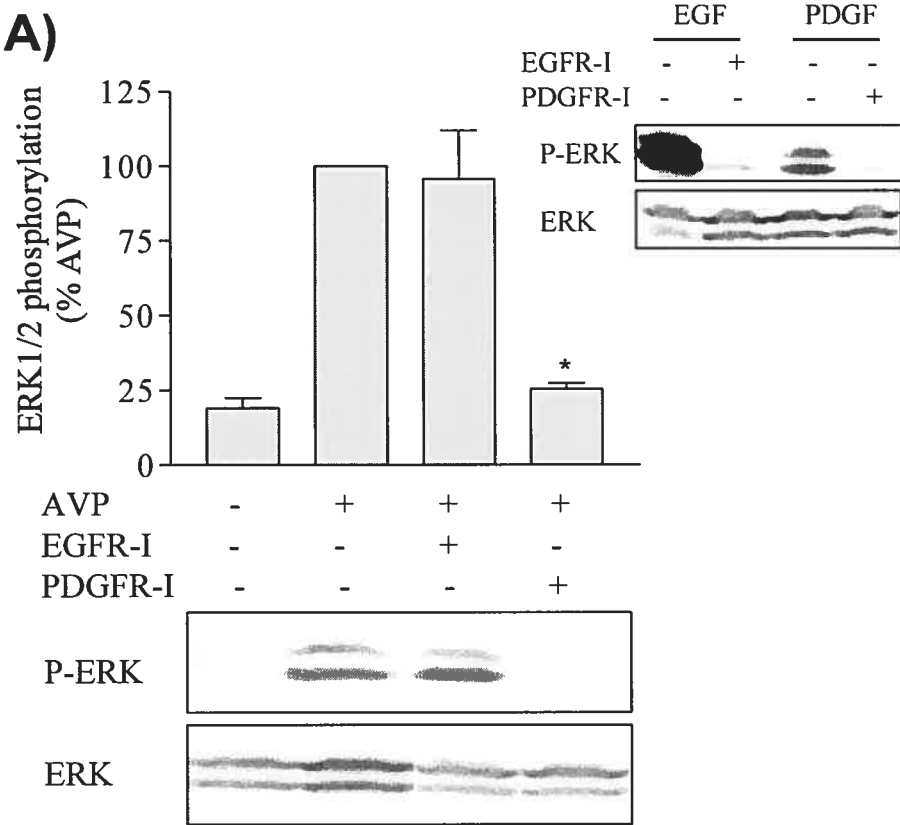 A)
EGF PDGF
EGFR-I - + - -
PDGFR-I - - - +
P-ERK
ERK
ERK1/2 phosphorylation
(% AVP)
125
100
75
50
25
0
*
AVP - + + +
EGFR-I - - + -
PDGFR-I - - - +
P-ERK
ERK